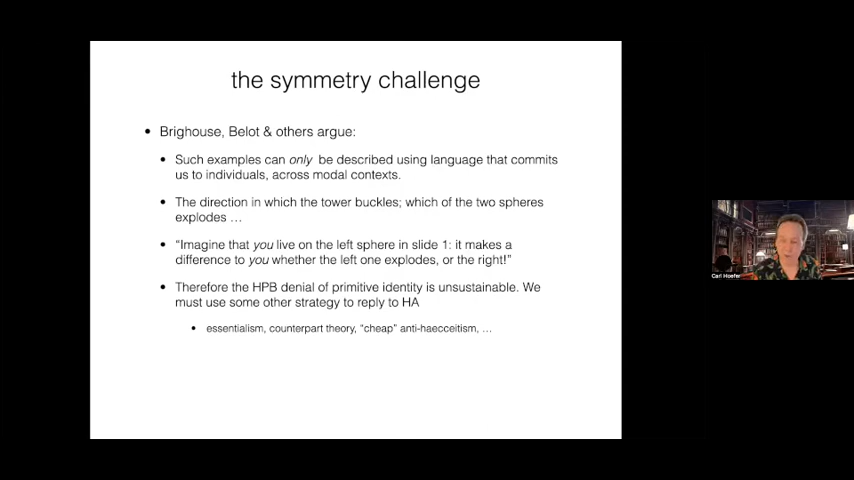 the symmetry challenge
• Brighouse, Belot & others argue:
• Such examples can only be described using language that commits
us to individuals, across modal contexts.
• The direction in which the tower buckles; which of the two spheres
explodes …
• “Imagine that you live on the left sphere in slide 1: it makes a
difference to you whether the left one explodes, or the right!”
• Therefore the HPB denial of primitive identity is unsustainable. We
must use some other strategy to reply to HA
• essentialism, counterpart theory, “cheap” anti-haecceitism, …
Carl Hoefer